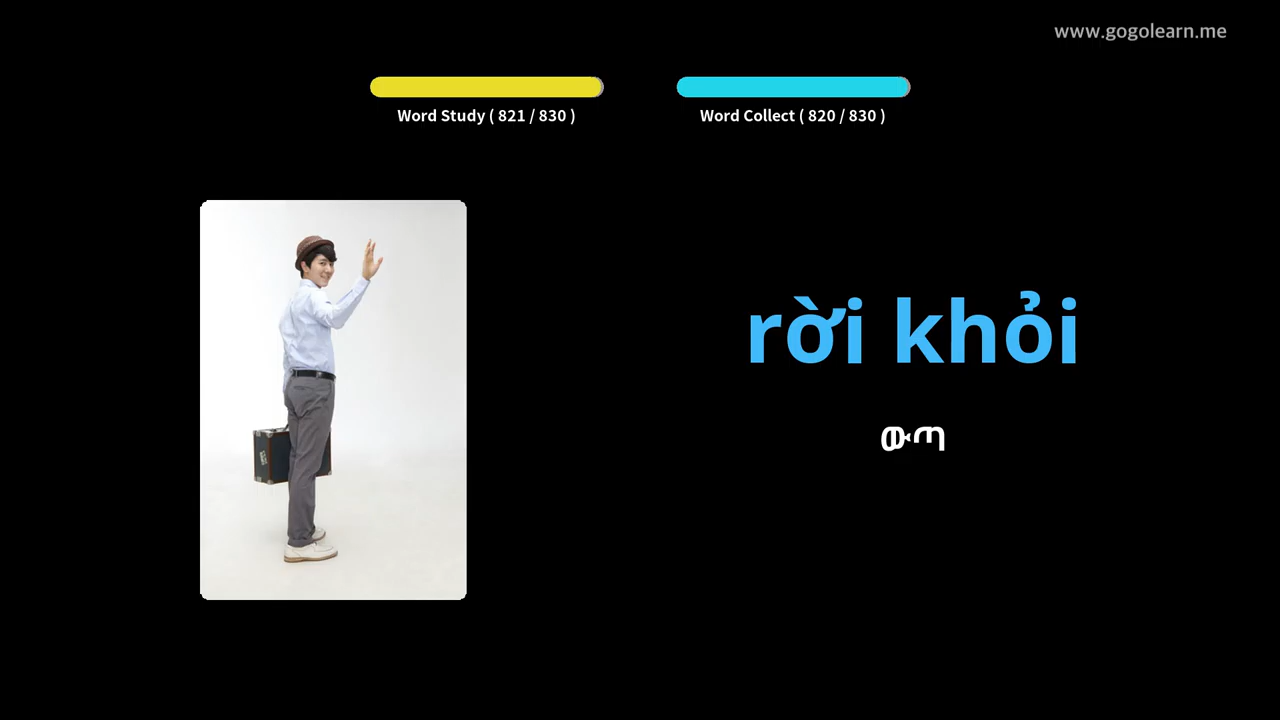 www.gogolearn.me
Word Study ( 821 / 830 )
Word Collect ( 820 / 830 )
rời khỏi
ውጣ